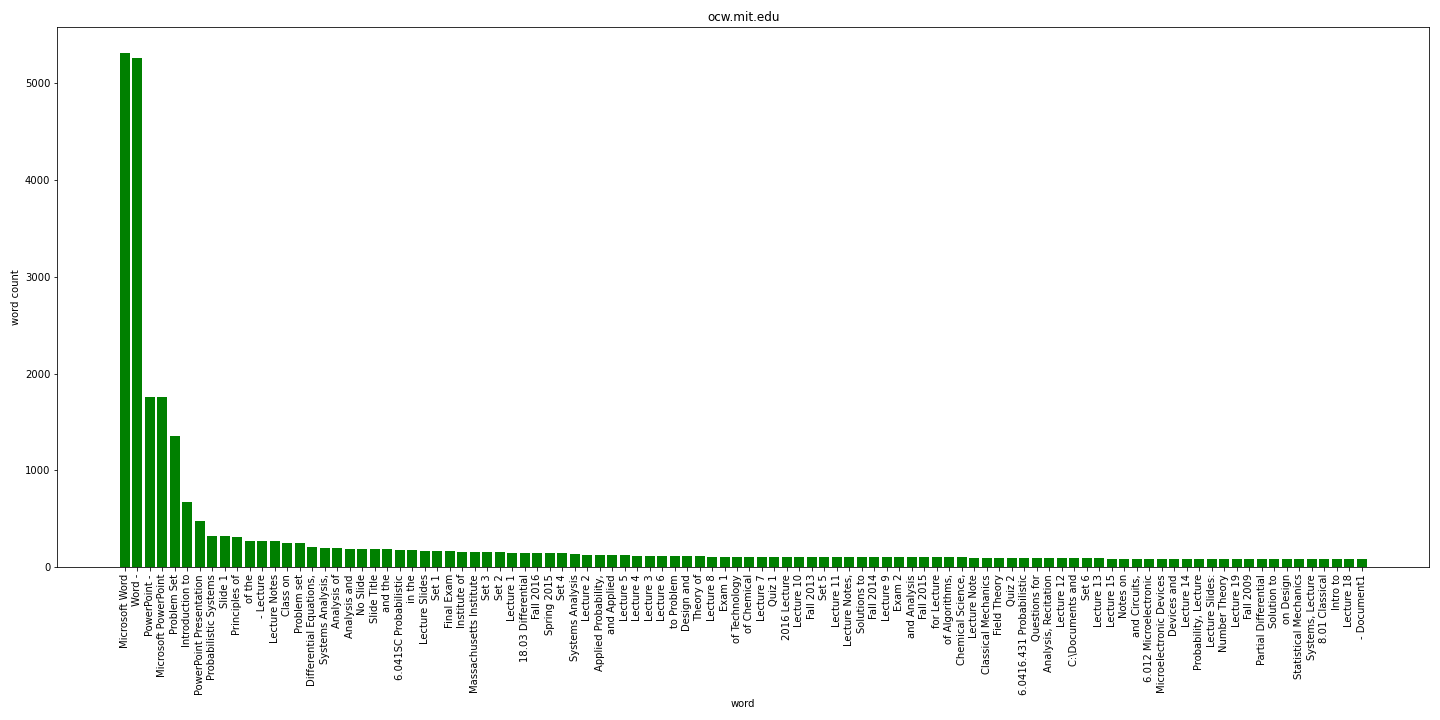 ocw.mit.edu
word count
5000
4000
3000
2000
1000
0
Microsoft Word
Word -
PowerPoint -
Microsoft PowerPoint
Problem Set
Introduction to
PowerPoint Presentation
Probabilistic Systems
Slide 1
Principles of
of the
- Lecture
Lecture Notes
Class on
Problem set
Differential Equations,
Systems Analysis,
Analysis of
Analysis and
No Slide
Slide Title
and the
6.041SC Probabilistic
in the
Lecture Slides
Set 1
Final Exam
Institute of
Massachusetts Institute
Set 3
Set 2
Lecture 1
18.03 Differential
Fall 2016
Spring 2015
Set 4
Systems Analysis
Lecture 2
Applied Probability,
and Applied
Lecture 5
Lecture 4
Lecture 3
Lecture 6
to Problem
Design and
Theory of
Lecture 8
Exam 1
of Technology
of Chemical
Lecture 7
Quiz 1
2016 Lecture
Lecture 10
Fall 2013
Set 5
Lecture 11
Lecture Notes,
Solutions to
Fall 2014
Lecture 9
Exam 2
and Analysis
Fall 2015
for Lecture
of Algorithms,
Chemical Science,
Lecture Note
Classical Mechanics
Field Theory
6.0416.431 Probabilistic
Quiz 2
Questions for
Analysis, Recitation
Lecture 12
C:\Documents and
Set 6
Lecture 13
Lecture 15
Notes on
and Circuits,
6.012 Microelectronic
Microelectronic Devices
Devices and
Lecture 14
Probability, Lecture
Lecture Slides:
Number Theory
Lecture 19
Fall 2009
Partial Differential
Solution to
on Design
Statistical Mechanics
Systems, Lecture
8.01 Classical
Intro to
Lecture 18
- Document1
word